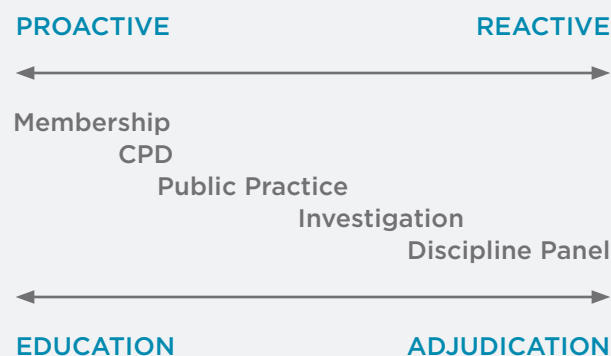 PROACTIVE REACTIVE
Membership
CPD
Public Practice
Investigation
Discipline Panel
EDUCATION ADJUDICATION